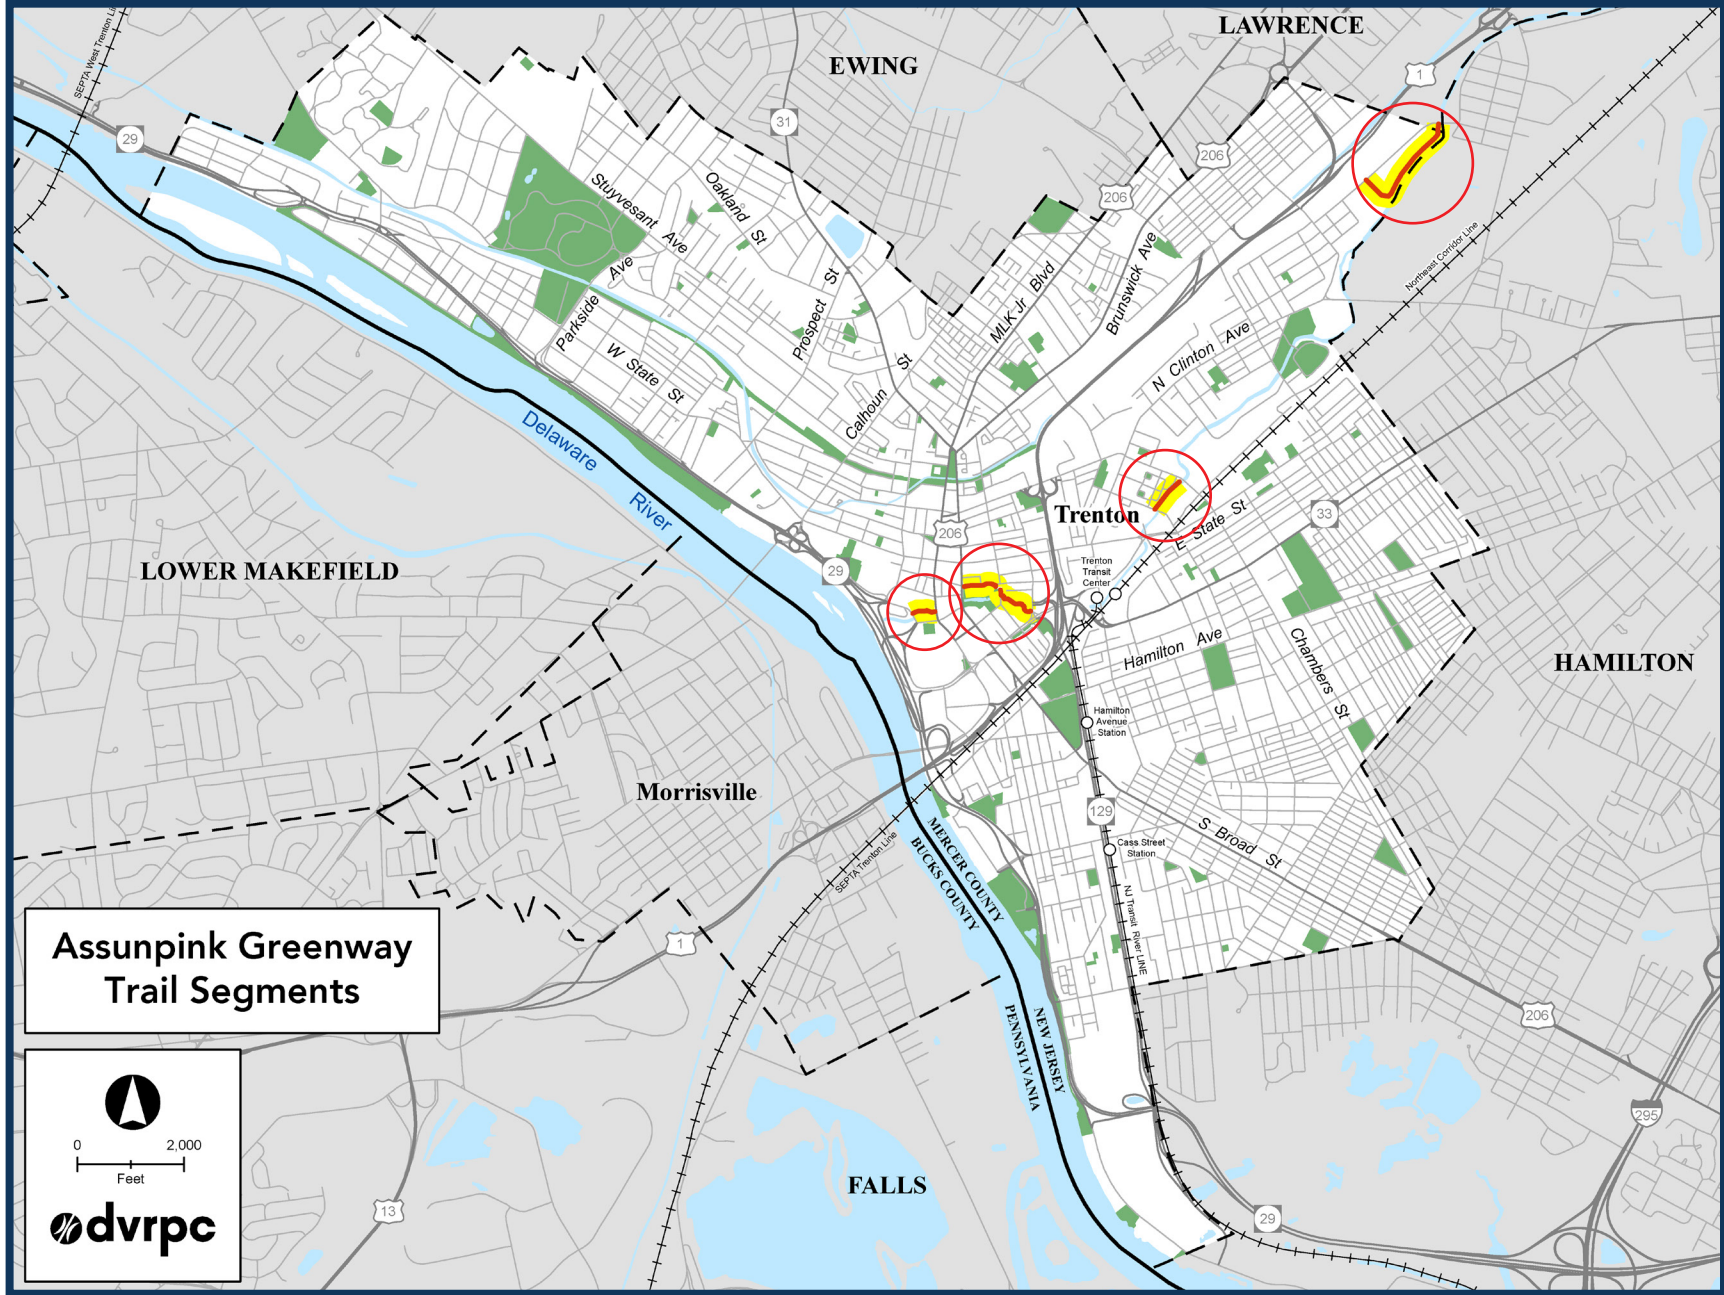 LAWRENCE
EWING
SEPTA West Trenton Line
1
31
29
206
206
Stuyvesant Ave
Oakland St
Northeast Corridor Line
Brunswick Ave
MLK Jr Blvd
Parkside Ave
Prospect St
N Clinton Ave
W State St
Calhoun St
Delaware River
206
Trenton
33
E State St
29
Trenton
Transit
Center
LOWER MAKEFIELD
Hamilton Ave
Chambers St
HAMILTON
Hamilton
Avenue
Station
Morrisville
129
S Broad St
Cass Street
Station
SEPTA Trenton Line
MERCER COUNTY
BUCKS COUNTY
NJ Transit River LINE
1
Assunpink Greenway
Trail Segments
206
NEW JERSEY
PENNSYLVANIA
295
0 2,000
Feet
FALLS
13
29
dvrpc